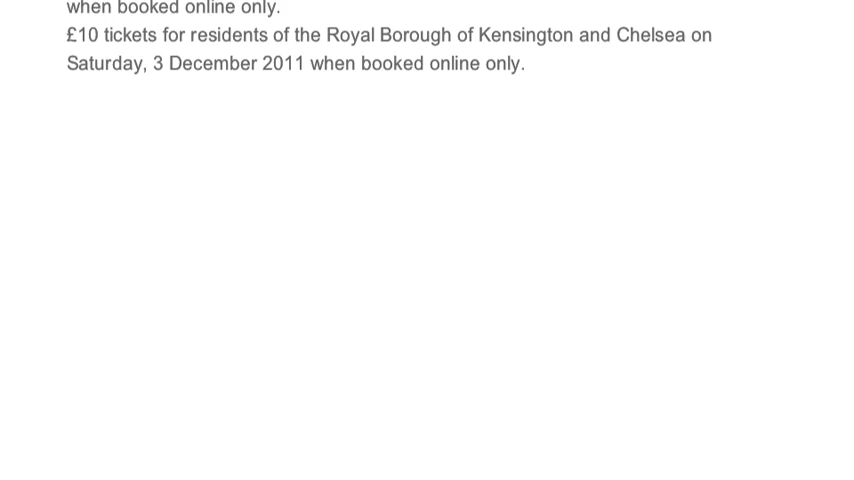 when booked online only.
£10 tickets for residents of the Royal Borough of Kensington and Chelsea on
Saturday, 3 December 2011 when booked online only.